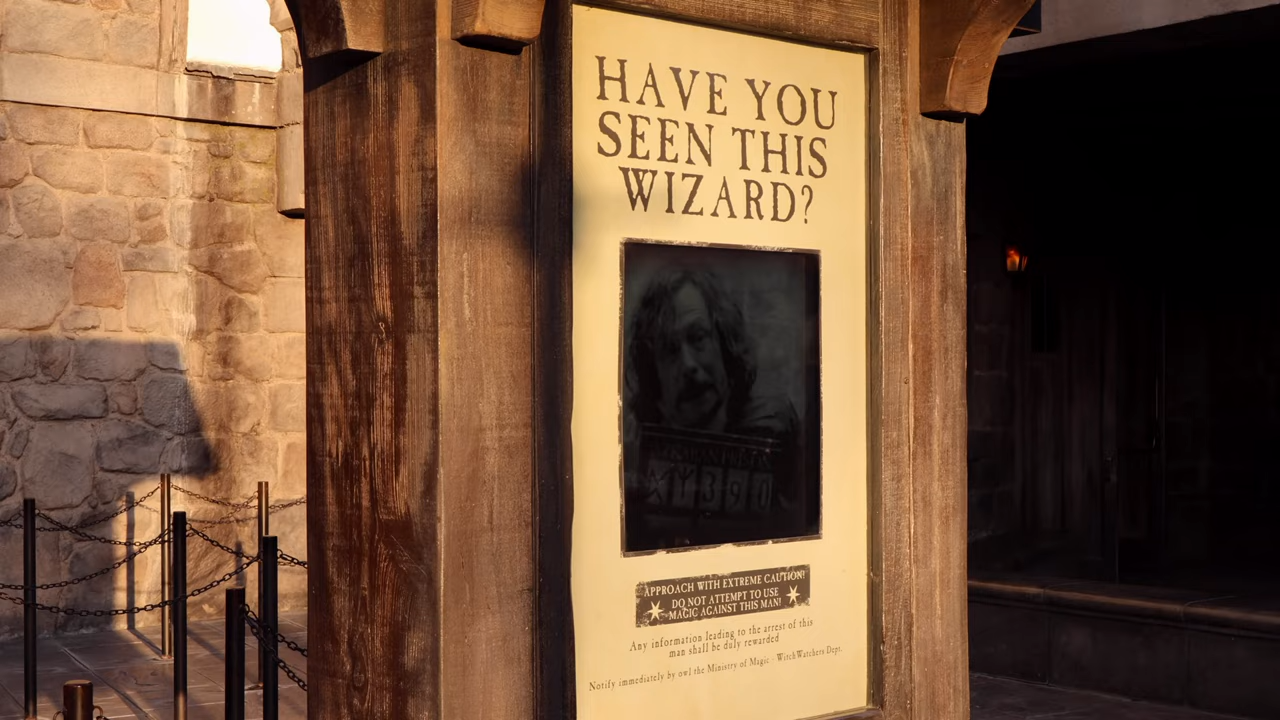 HAVE YOU
SEEN THIS
WIZARD?
390
APPROACH WITH EXTREME CAUTION!
DO NOT ATTEMPT TO USE
MAGIC AGAINST THIS MAN!
Any information leading to the arrest of this
man shall be duly rewarded
Notify immediately by owl the Ministry of Magic - WitchWatchers Dept.